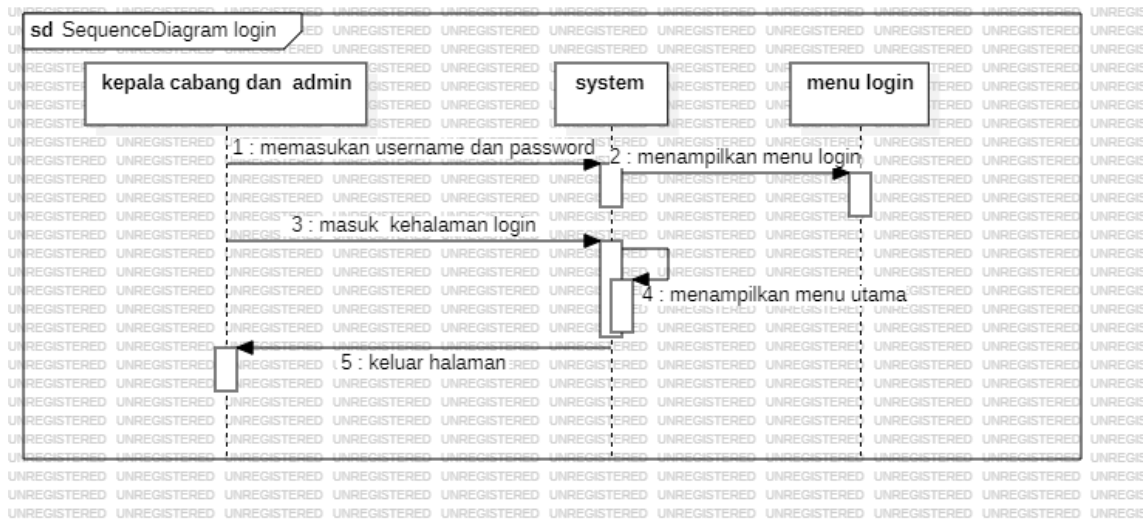 sd SequenceDiagram login
kepala cabang dan  admin
system
menu login
1 : memasukan username dan password
2 : menampilkan menu login
3 : masuk  kehalaman login
4 : menampilkan menu utama
5 : keluar halaman
UNREGISTERED